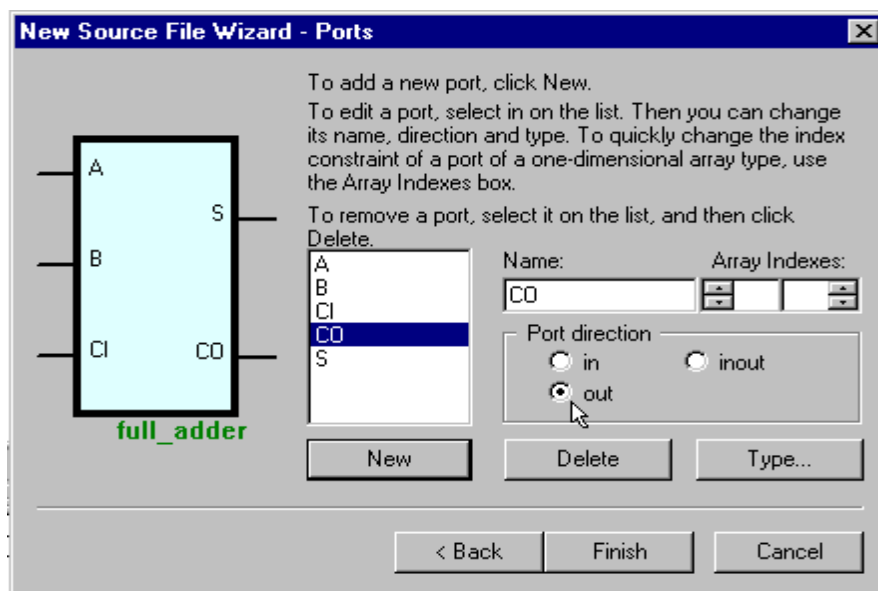 New Source File Wizard - Ports
To add a new port, click New.
To edit a port, select in on the list. Then you can change
its name, direction and type. To quickly change the index
constraint of a port of a one-dimensional array type, use
the Array Indexes box.
To remove a port, select it on the list, and then click
Delete.
A
S
B
CI
CO
full_adder
A
B
CI
CO
S
Name:
Array Indexes:
CO
Port direction
in
inout
out
New
Delete
Type...
< Back
Finish
Cancel